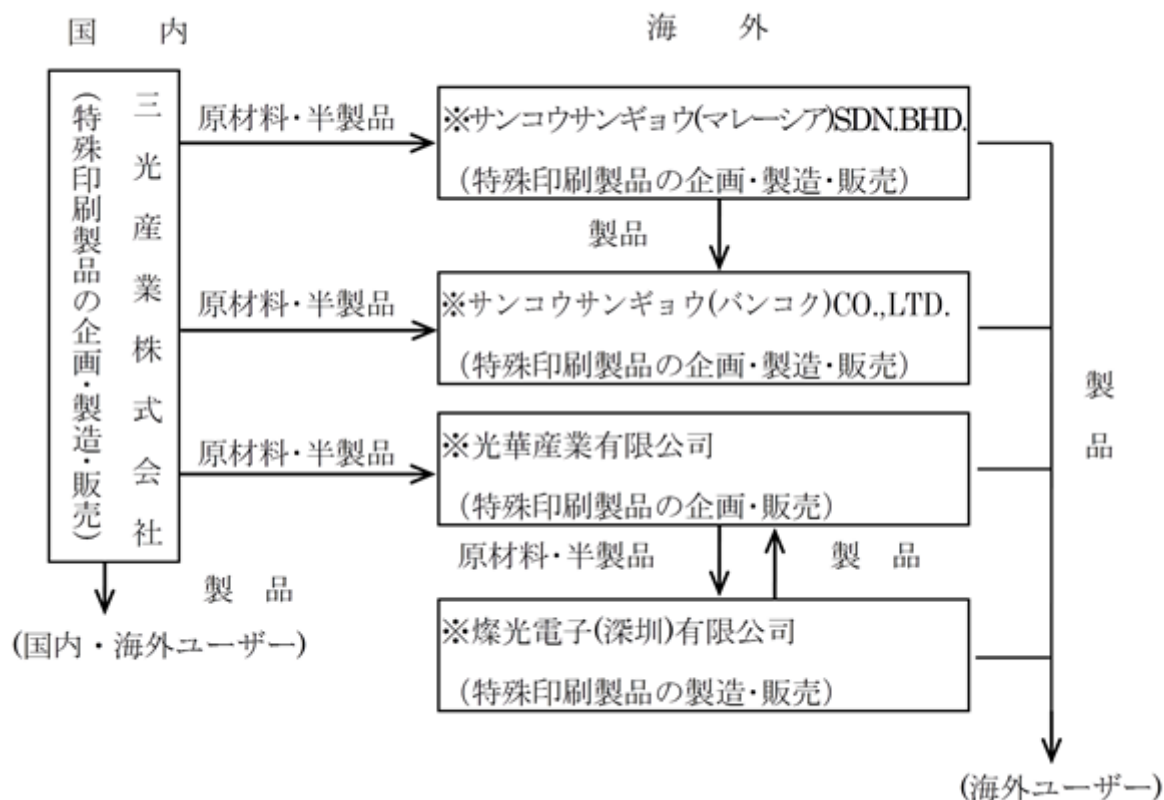 国　内
海　外
三光産業株式会社
（特殊印刷製品の企画・製造・販売）
原材料・半製品
※サンコウサンギョウ(マレーシア)SDN.BHD.
（特殊印刷製品の企画・製造・販売）
製品
原材料・半製品
※サンコウサンギョウ(バンコク)CO.,LTD.
（特殊印刷製品の企画・製造・販売）
原材料・半製品
※光華産業有限公司
（特殊印刷製品の企画・販売）
原材料・半製品
製　品
※燦光電子(深圳)有限公司
（特殊印刷製品の製造・販売）
製　品
(国内・海外ユーザー)
製品
(海外ユーザー)